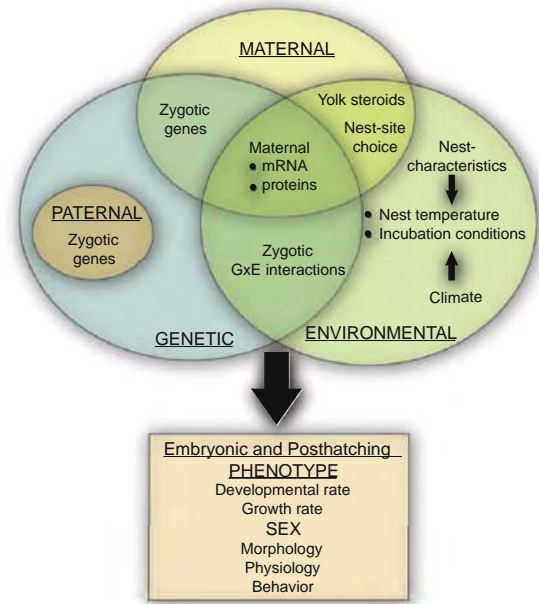 MATERNAL
Zygotic
genes
Yolk steroids
Nest-site
choice
Maternal
• mRNA
• proteins
Nest-
characteristics
PATERNAL
Zygotic
genes
• Nest temperature
• Incubation conditions
Zygotic
GxE interactions
Climate
GENETIC
ENVIRONMENTAL
Embryonic and Posthatching
PHENOTYPE
Developmental rate
Growth rate
SEX
Morphology
Physiology
Behavior